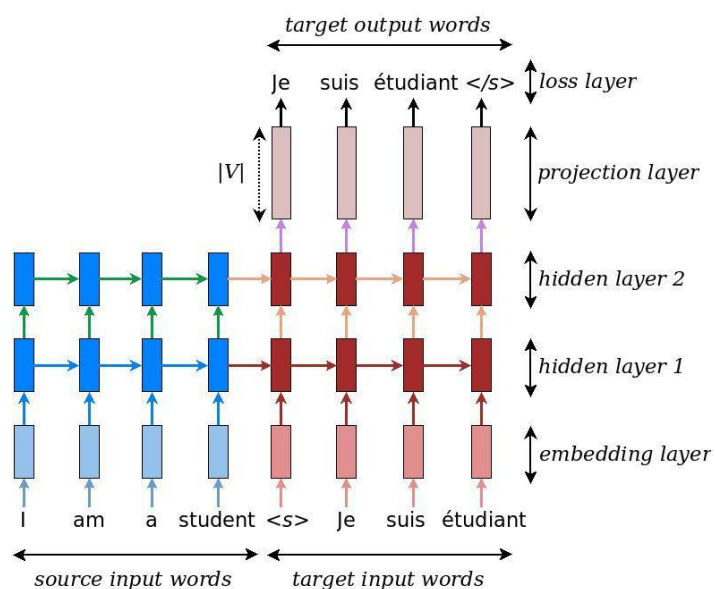 target output words
Je suis étudiant </s>
loss layer
|V|
projection layer
hidden layer 2
hidden layer 1
embedding layer
I am a student <s> Je suis étudiant
source input words target input words